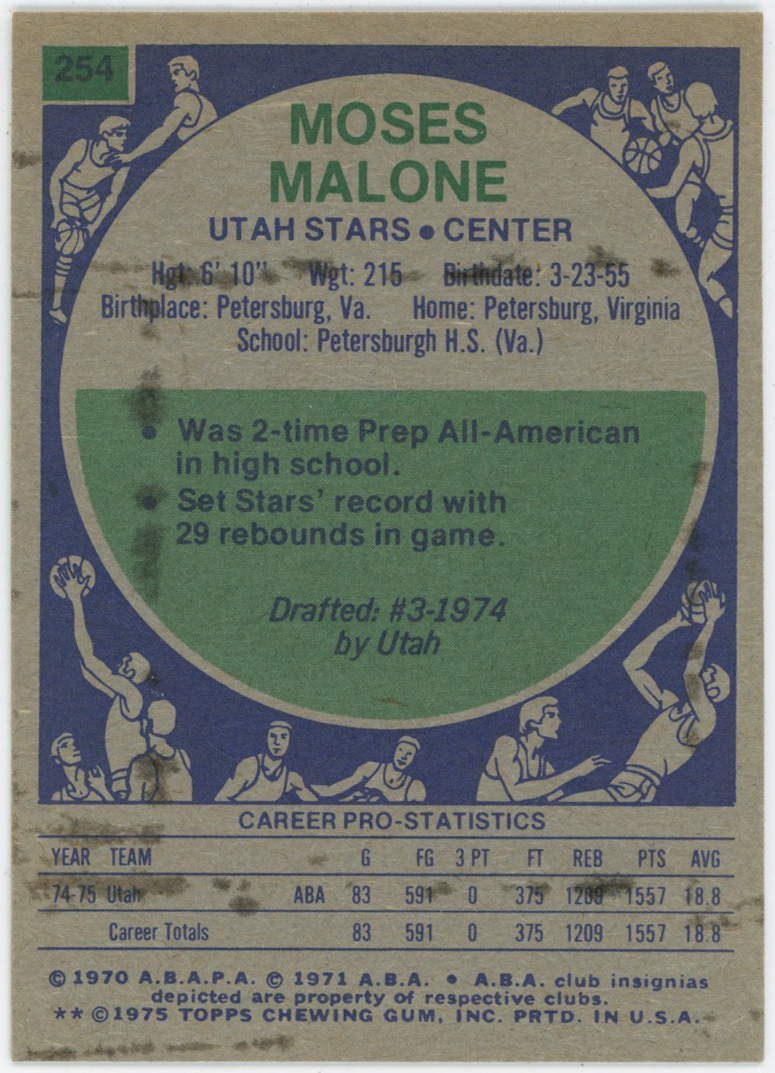 254
MOSES
MALONE
UTAH STARS • CENTER
Hgt: 6' 10" Wgt: 215 Birthdate: 3-23-55
Birthplace: Petersburg, Va. Home: Petersburg, Virginia
School: Petersburgh H.S. (Va.)
• Was 2-time Prep All-American
in high school.
• Set Stars' record with
29 rebounds in game.
Drafted: #3-1974
by Utah
CAREER PRO-STATISTICS
YEAR TEAM G FG 3 PT FT REB PTS AVG
74-75 Utah ABA 83 591 0 375 1209 1557 18.8
Career Totals 83 591 0 375 1209 1557 18.8
© 1970 A.B.A.P.A. © 1971 A.B.A. • A.B.A. club insignias
depicted are property of respective clubs.
** © 1975 TOPPS CHEWING GUM, INC. PRTD. IN U.S.A.